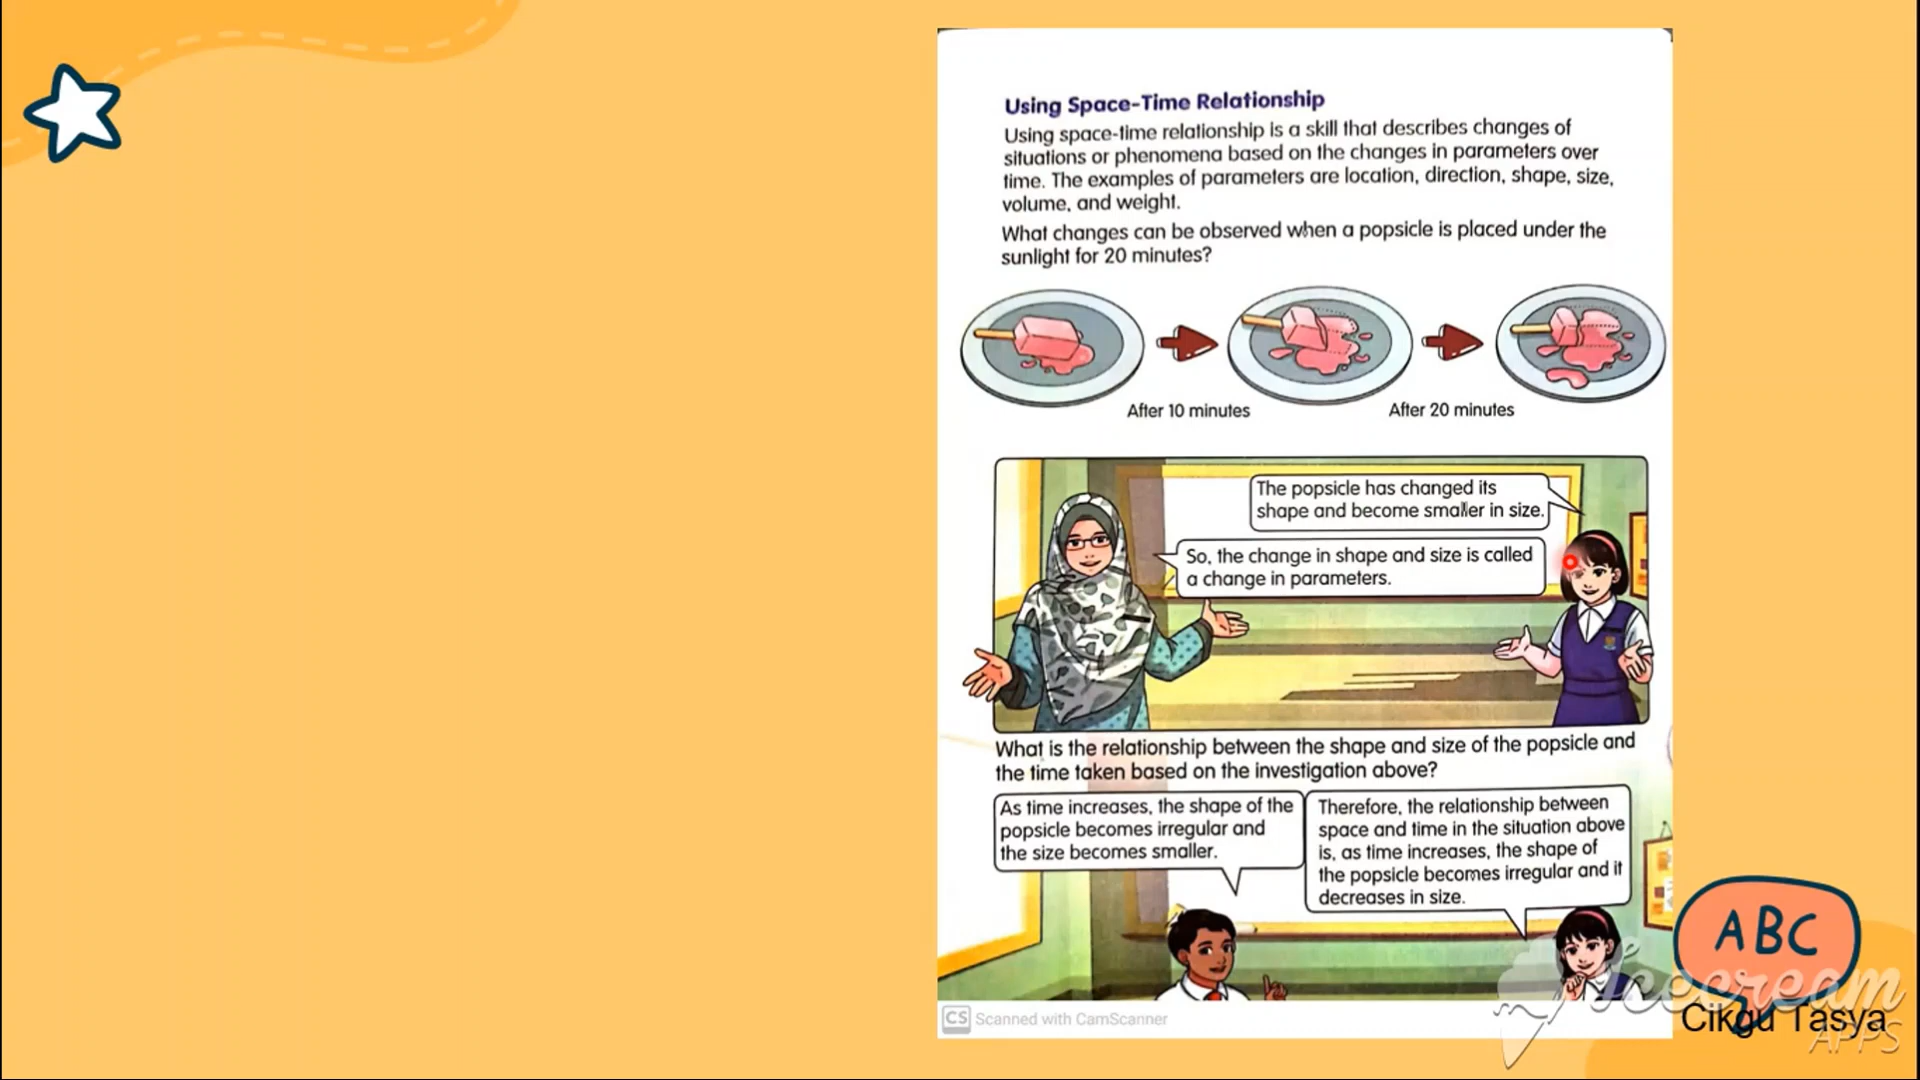 Using Space-Time Relationship
Using space-time relationship is a skill that describes changes of
situations or phenomena based on the changes in parameters over
time. The examples of parameters are location, direction, shape, size,
volume, and weight.
What changes can be observed when a popsicle is placed under the
sunlight for 20 minutes?
After 10 minutes
After 20 minutes
The popsicle has changed its
shape and become smaller in size.
So, the change in shape and size is called
a change in parameters.
What is the relationship between the shape and size of the popsicle and
the time taken based on the investigation above?
As time increases, the shape of the
popsicle becomes irregular and
the size becomes smaller.
Therefore, the relationship between
space and time in the situation above
is, as time increases, the shape of
the popsicle becomes irregular and it
decreases in size.
CS Scanned with CamScanner
ABC
Icecream
APPS
Cikgu Tasya